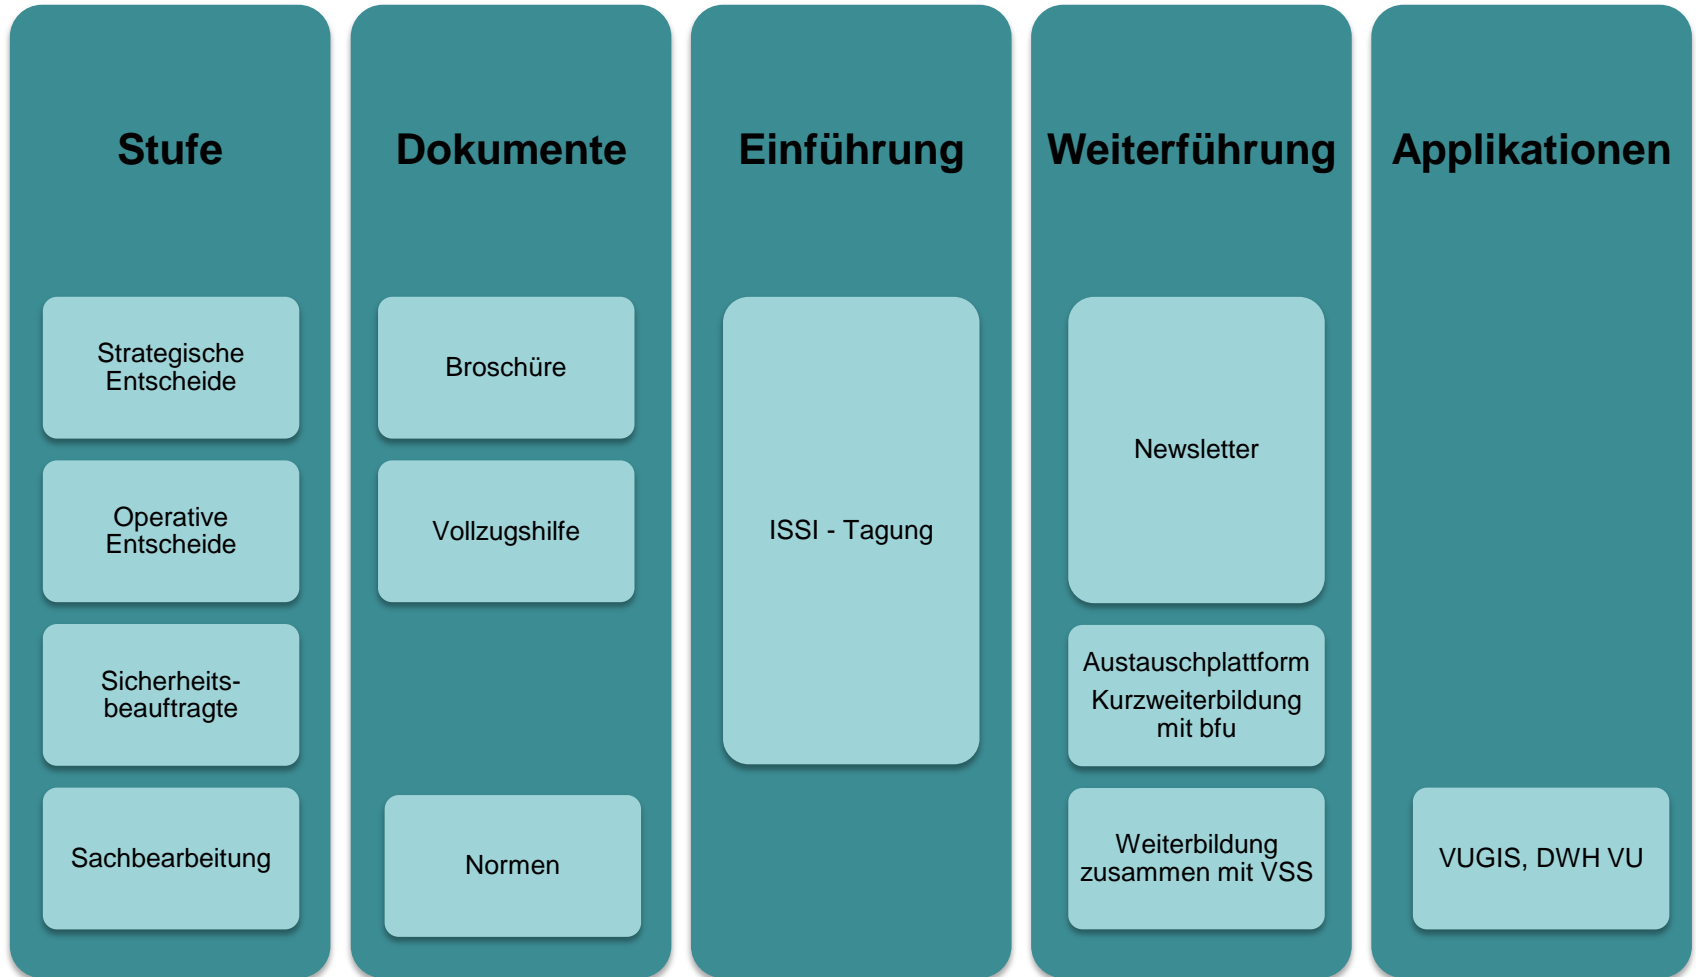 Stufe
Strategische
Entscheide
Operative
Entscheide
Sicherheits-
beauftragte
Sachbearbeitung
Dokumente
Broschüre
Vollzugshilfe
Normen
Einführung
ISSI - Tagung
Weiterführung
Newsletter
Austauschplattform
Kurzweiterbildung
mit bfu
Weiterbildung
zusammen mit VSS
Applikationen
VUGIS, DWH VU